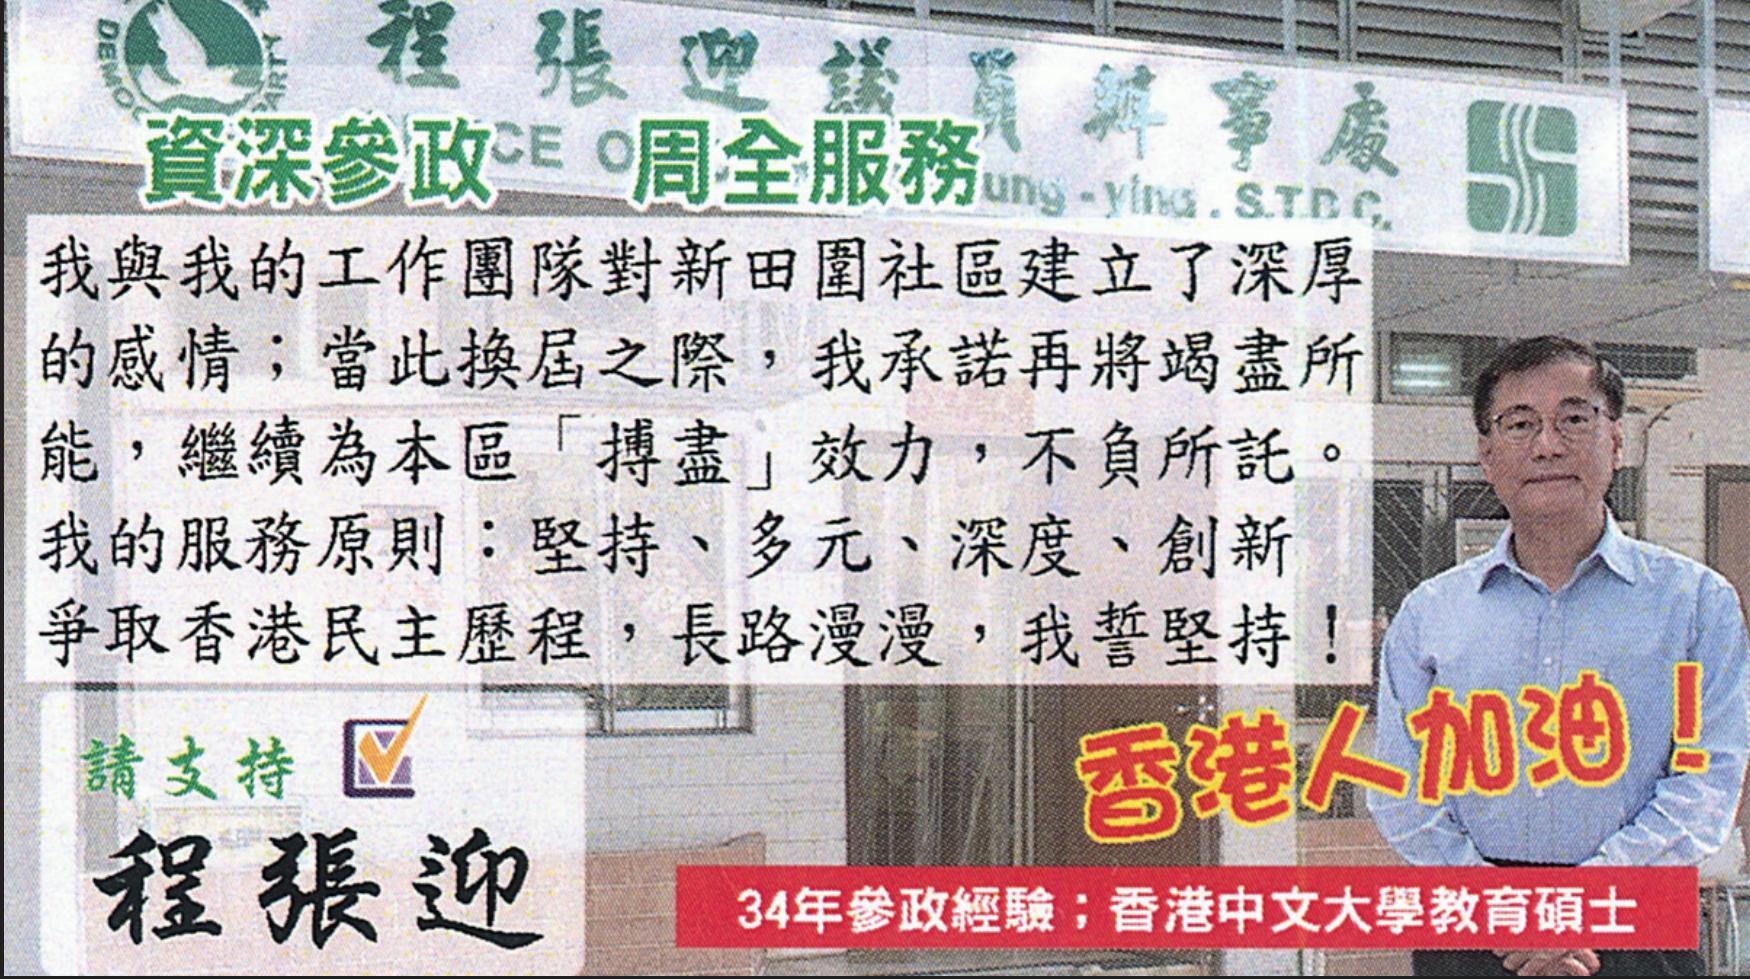 程張迎議員辦事處
資深參政 周全服務
ung - ying . S.T.D.C.
我與我的工作團隊對新田圍社區建立了深厚
的感情；當此換屆之際，我承諾再將竭盡所
能，繼續為本區「搏盡」效力，不負所託。
我的服務原則：堅持、多元、深度、創新
爭取香港民主歷程，長路漫漫，我誓堅持！
請支持
程張迎
香港人加油！
34年參政經驗；香港中文大學教育碩士